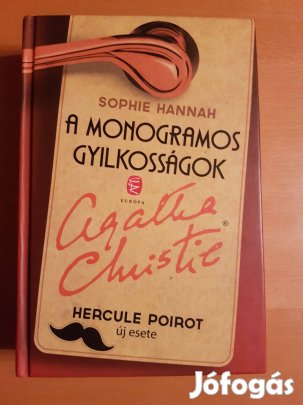 SOPHIE HANNAH
A MONOGRAMOS
GYILKOSSÁGOK
EURÓPA
Agatha
Christie®
HERCULE POIROT
új esete
Jófogás